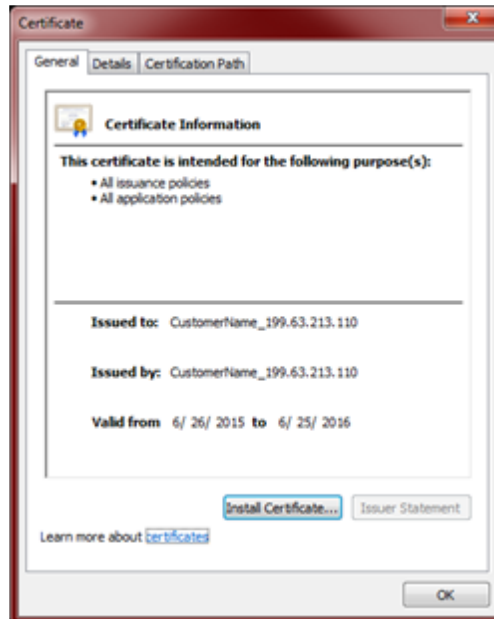 Certificate
General Details Certification Path
Certificate Information
This certificate is intended for the following purpose(s):
• All issuance policies
• All application policies
Issued to: CustomerName_199.63.213.110
Issued by: CustomerName_199.63.213.110
Valid from 6/ 26/ 2015 to 6/ 25/ 2016
Install Certificate... Issuer Statement
Learn more about certificates
OK